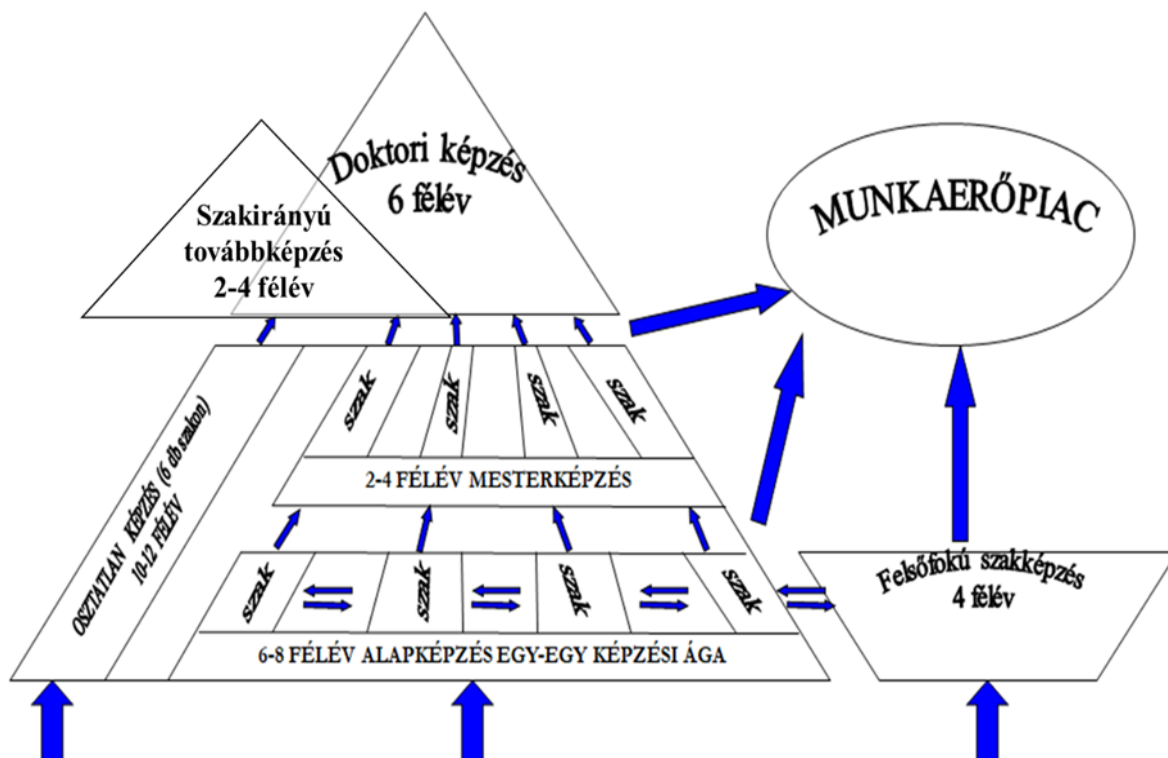 Doktori képzés
6 félév
Szakirányú
továbbképzés
2-4 félév
MUNKAERŐPIAC
OSZTATLAN KÉPZÉS (6 db szakon)
10-12 FÉLÉV
szak
szak
szak
szak
2-4 FÉLÉV MESTERKÉPZÉS
szak
szak
szak
szak
6-8 FÉLÉV ALAPKÉPZÉS EGY-EGY KÉPZÉSI ÁGA
Felsőfokú szakképzés
4 félév